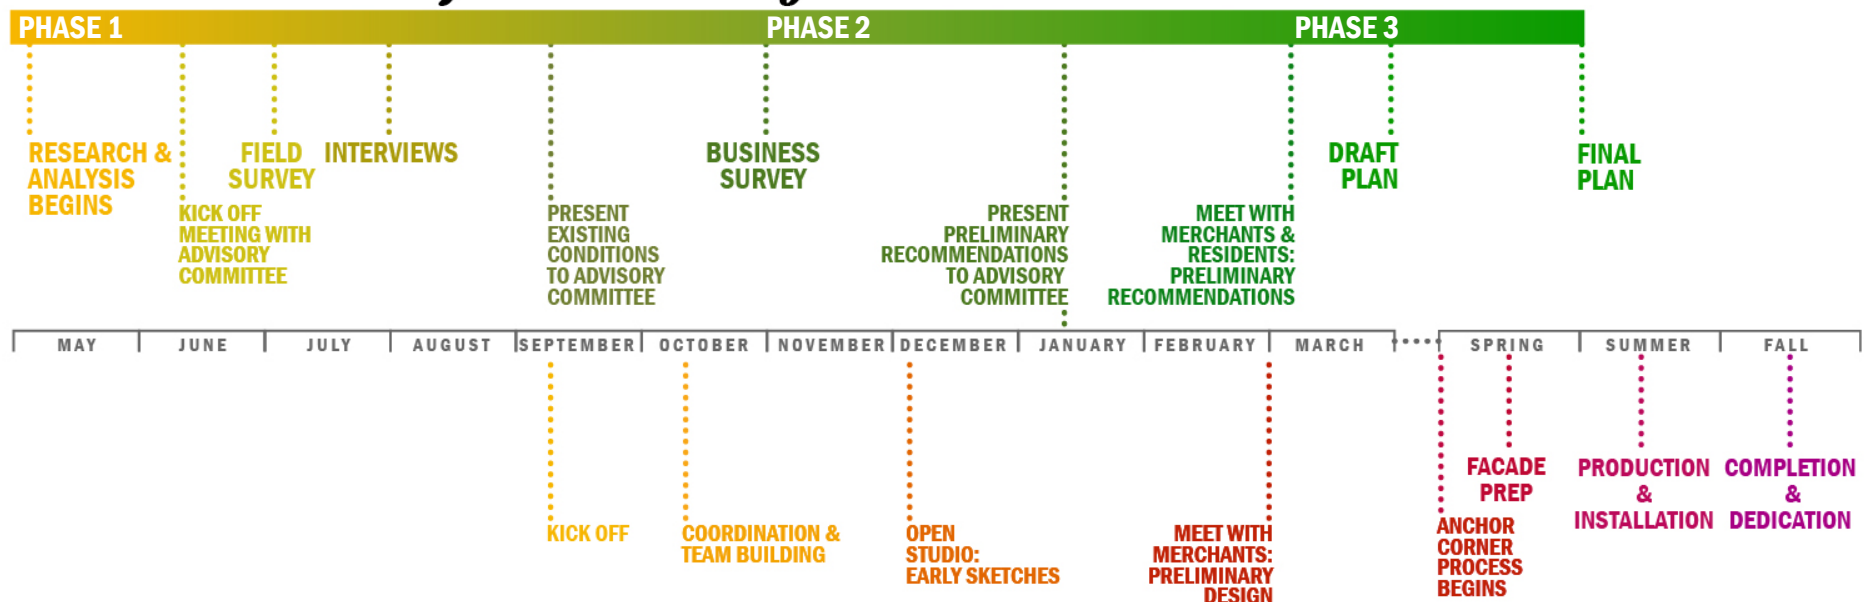 PHASE 1
PHASE 2
PHASE 3
RESEARCH &
ANALYSIS
BEGINS
KICK OFF
MEETING WITH
ADVISORY
COMMITTEE
FIELD
SURVEY
INTERVIEWS
PRESENT
EXISTING
CONDITIONS
TO ADVISORY
COMMITTEE
BUSINESS
SURVEY
PRESENT
PRELIMINARY
RECOMMENDATIONS
TO ADVISORY
COMMITTEE
MEET WITH
MERCHANTS &
RESIDENTS:
PRELIMINARY
RECOMMENDATIONS
DRAFT
PLAN
FINAL
PLAN
MAY
JUNE
JULY
AUGUST
SEPTEMBER
OCTOBER
NOVEMBER
DECEMBER
JANUARY
FEBRUARY
MARCH
SPRING
SUMMER
FALL
KICK OFF
COORDINATION &
TEAM BUILDING
OPEN
STUDIO:
EARLY SKETCHES
MEET WITH
MERCHANTS:
PRELIMINARY
DESIGN
ANCHOR
CORNER
PROCESS
BEGINS
FACADE
PREP
PRODUCTION
&
INSTALLATION
COMPLETION
&
DEDICATION